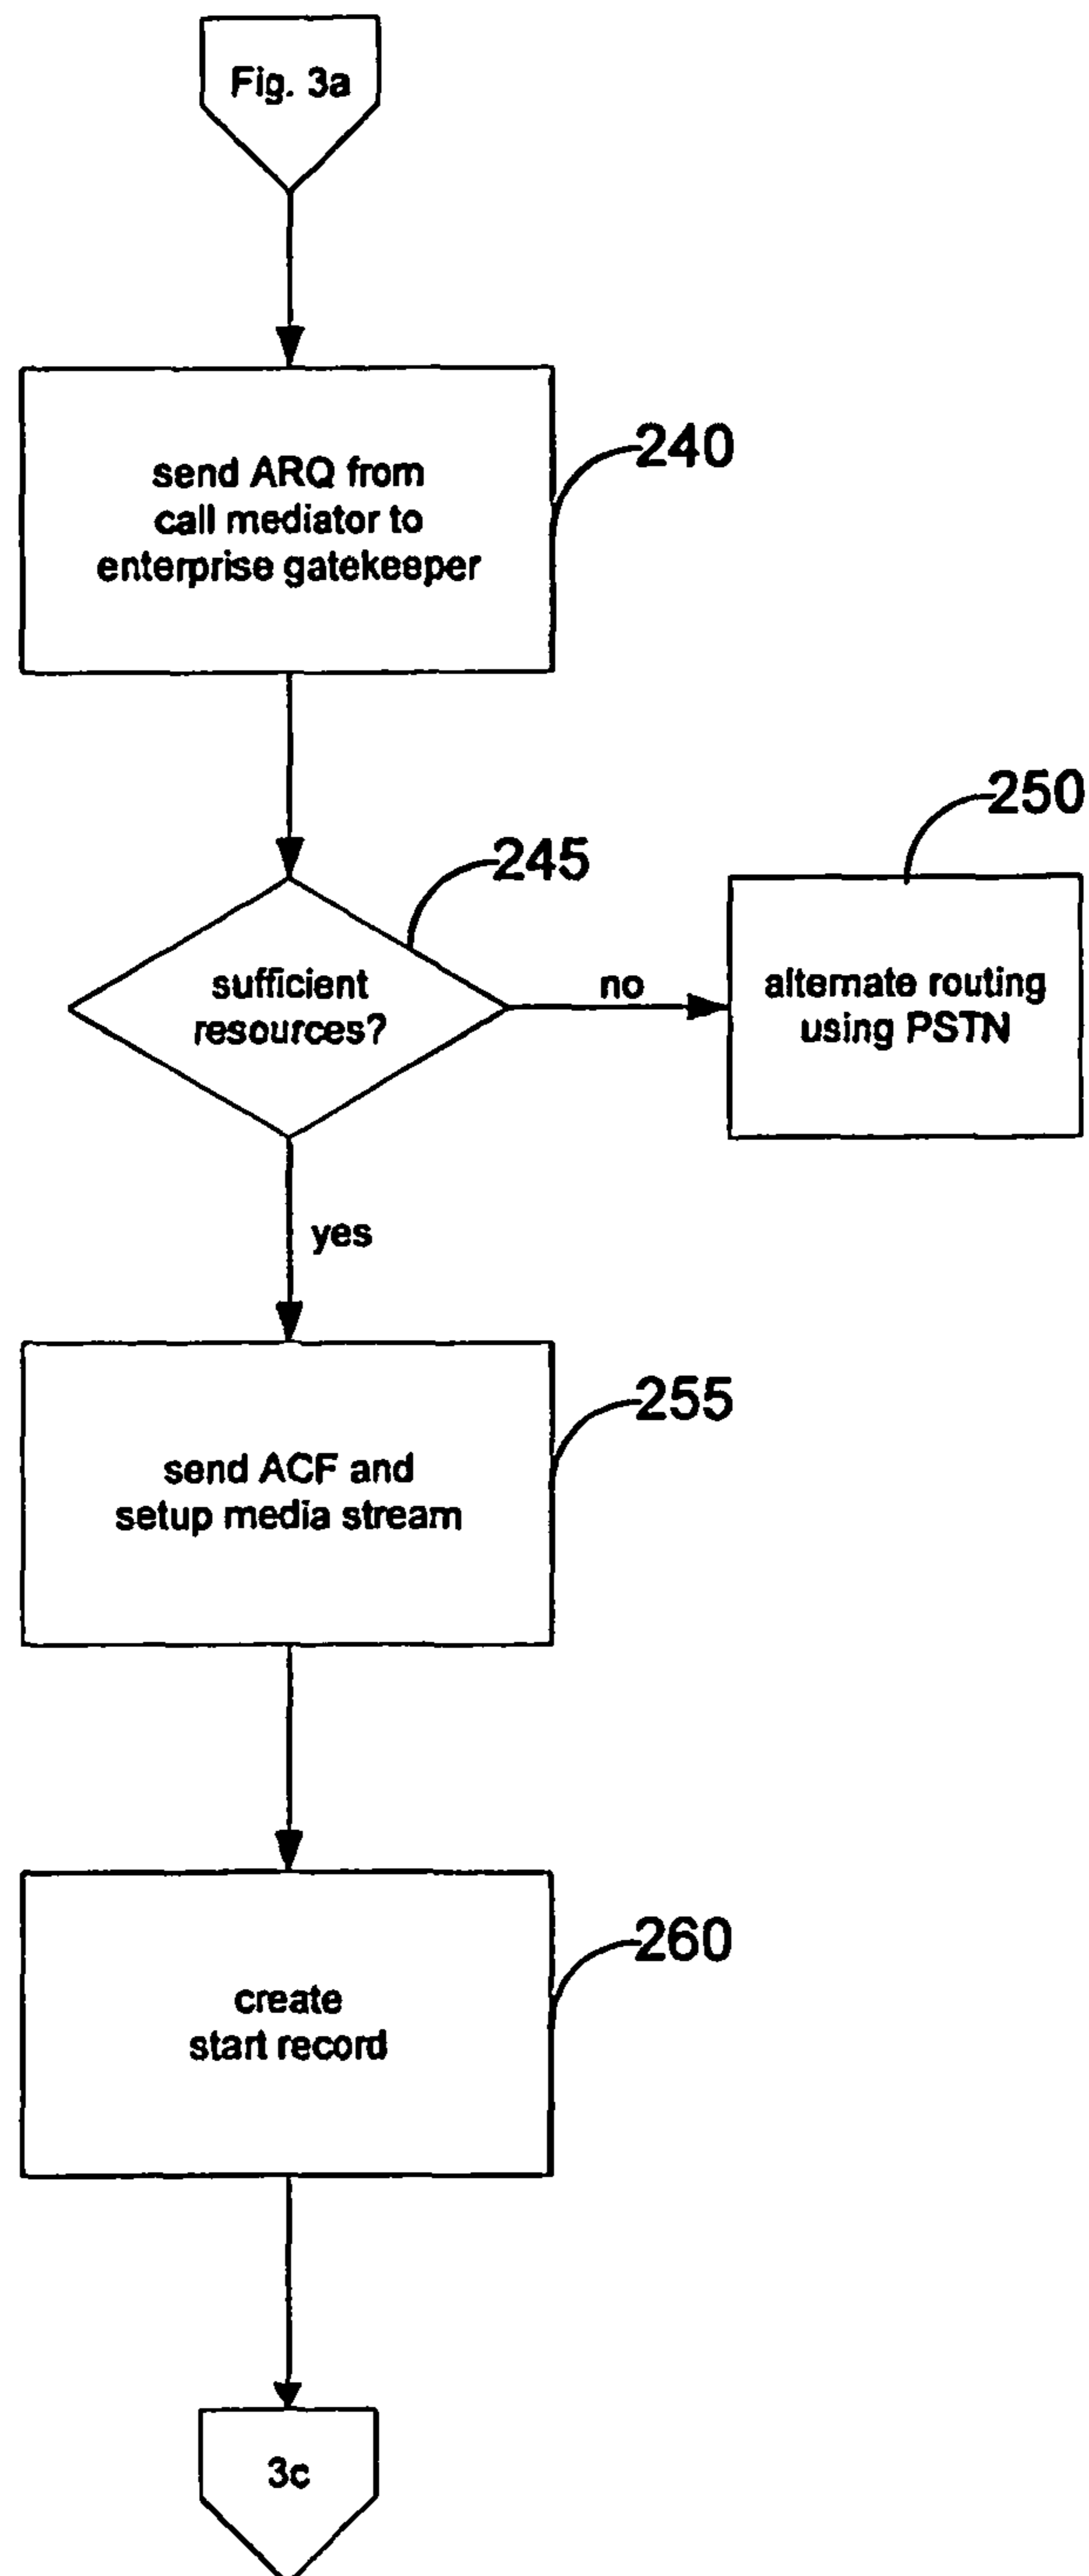 Fig. 3a
send ARQ from
call mediator to
enterprise gatekeeper
240
245
sufficient
resources?
no
250
alternate routing
using PSTN
yes
send ACF and
setup media stream
255
create
start record
260
3c